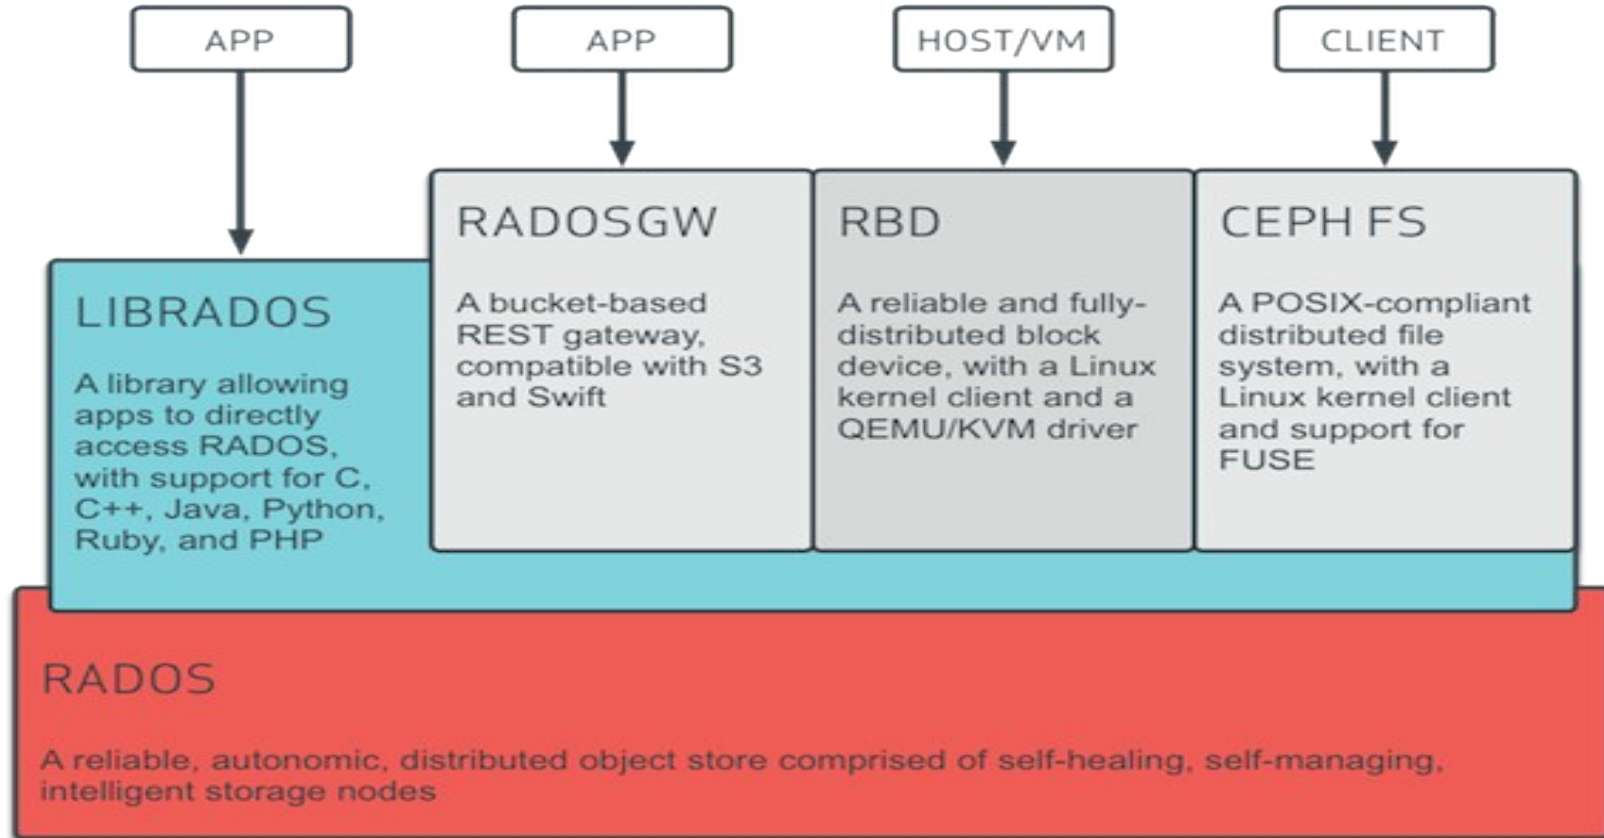 APP
APP
HOST/VM
CLIENT
LIBRADOS
A library allowing
apps to directly
access RADOS,
with support for C,
C++, Java, Python,
Ruby, and PHP
RADOSGW
A bucket-based
REST gateway,
compatible with S3
and Swift
RBD
A reliable and fully-
distributed block
device, with a Linux
kernel client and a
QEMU/KVM driver
CEPH FS
A POSIX-compliant
distributed file
system, with a
Linux kernel client
and support for
FUSE
RADOS
A reliable, autonomic, distributed object store comprised of self-healing, self-managing,
intelligent storage nodes